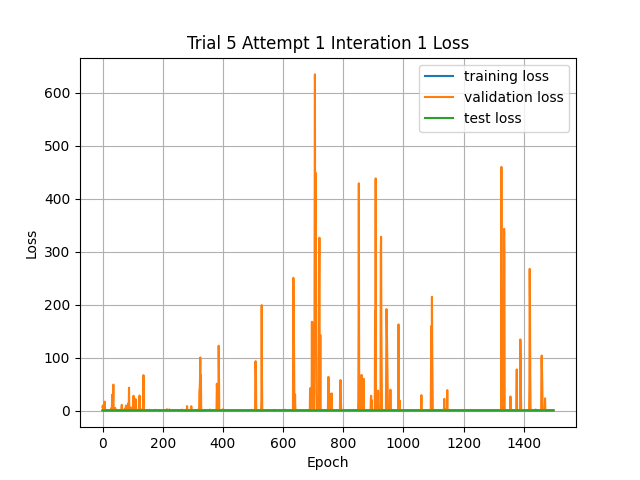 Trial 5 Attempt 1 Interation 1 Loss
training loss
validation loss
test loss
600
500
400
300
200
100
0
Loss
0 200 400 600 800 1000 1200 1400
Epoch